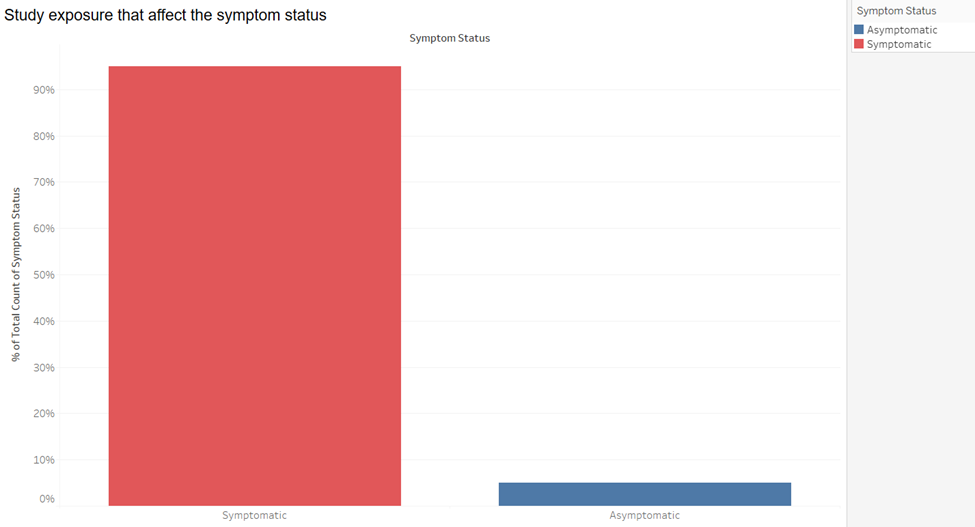 Study exposure that affect the symptom status
Symptom Status
Symptom Status
Asymptomatic
Symptomatic
% of Total Count of Symptom Status
90%
80%
70%
60%
50%
40%
30%
20%
10%
0%
Symptomatic
Asymptomatic